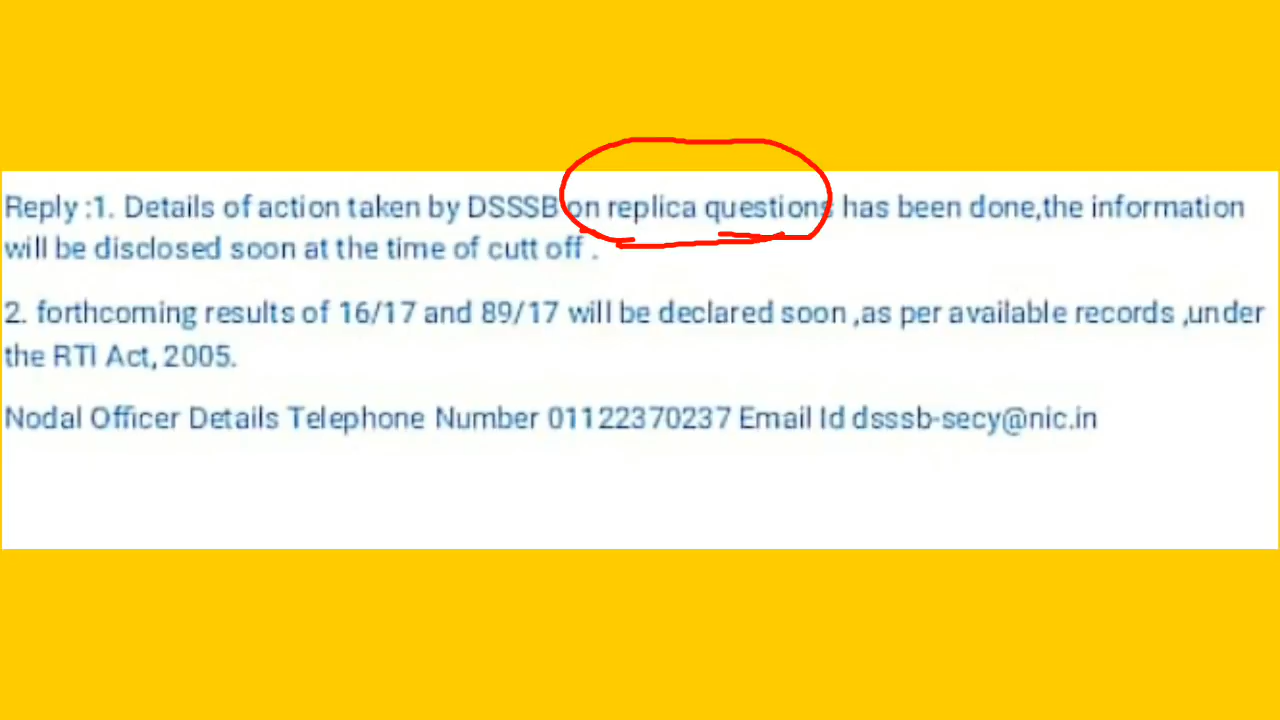 Reply :1. Details of action taken by DSSSB on replica questions has been done,the information
will be disclosed soon at the time of cutt off .
2. forthcoming results of 16/17 and 89/17 will be declared soon ,as per available records ,under
the RTI Act, 2005.
Nodal Officer Details Telephone Number 01122370237 Email Id dsssb-secy@nic.in